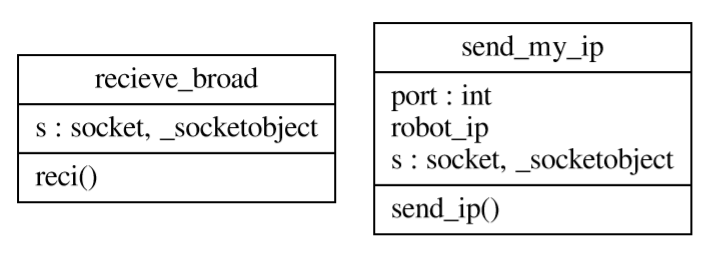 recieve_broad
s : socket, _socketobject
reci()
send_my_ip
port : int
robot_ip
s : socket, _socketobject
send_ip()